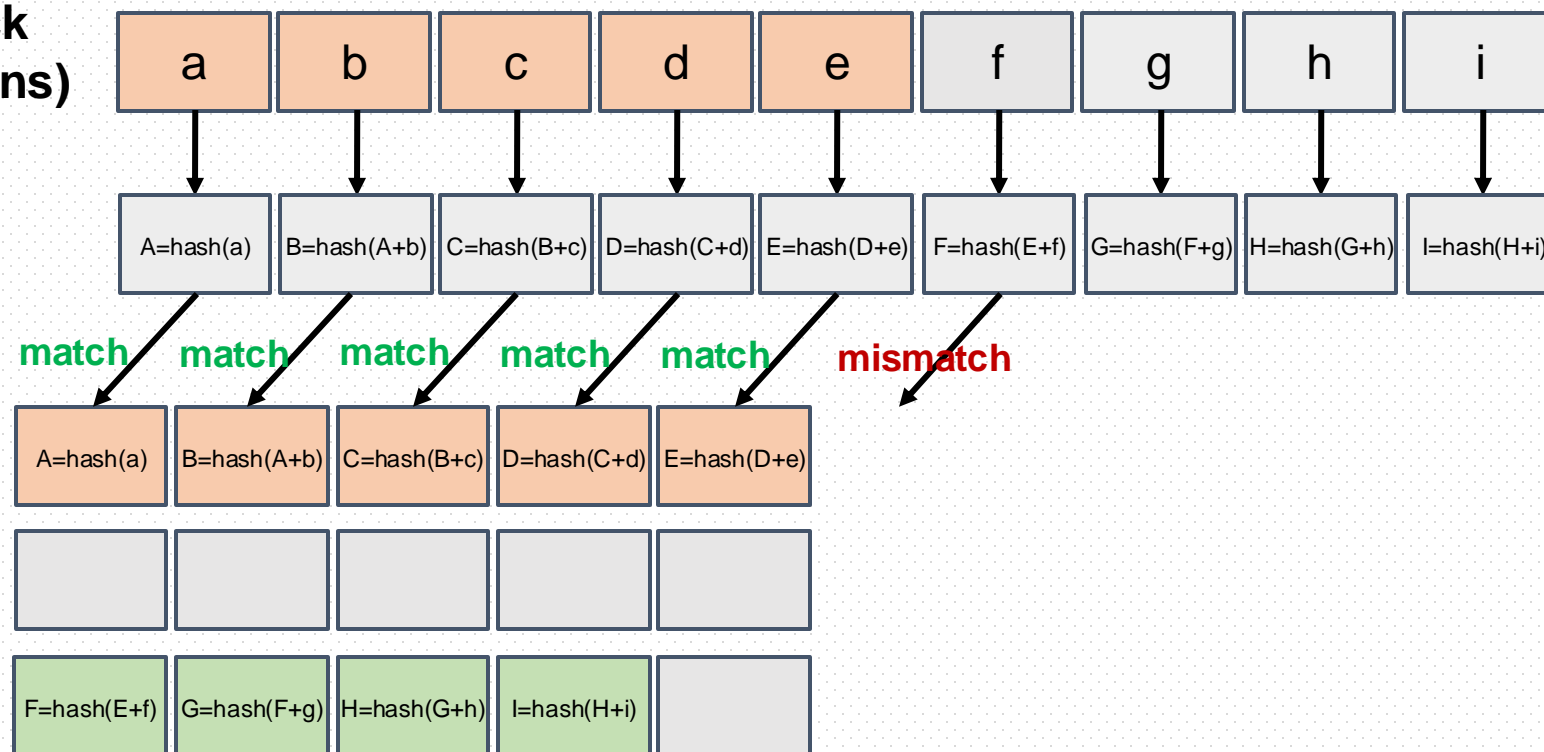 ck
ns)
a b c d e f g h i
A=hash(a) B=hash(A+b) C=hash(B+c) D=hash(C+d) E=hash(D+e) F=hash(E+f) G=hash(F+g) H=hash(G+h) I=hash(H+i)
match match match match match mismatch
A=hash(a) B=hash(A+b) C=hash(B+c) D=hash(C+d) E=hash(D+e)
F=hash(E+f) G=hash(F+g) H=hash(G+h) I=hash(H+i)